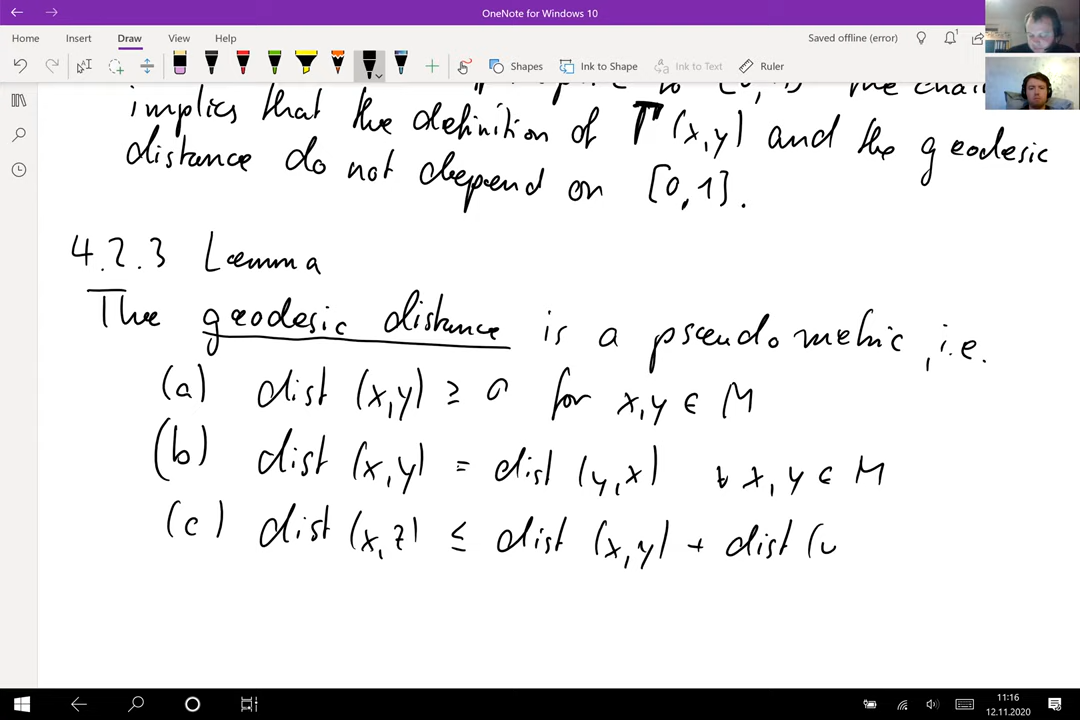 OneNote for Windows 10
Home Insert Draw View Help Saved offline (error)
Shapes Ink to Shape Ink to Text Ruler
implies that the definition of Γ(x,y) and the geodesic
distance do not depend on [0,1].
4.2.3 Lemma
The geodesic distance is a pseudometric, i.e.
(a) dist (x,y) ≥ 0 for x,y ∈ M
(b) dist (x,y) = dist (y,x) ∀ x,y ∈ M
(c) dist (x,z) ≤ dist (x,y) + dist (
11:16
12.11.2020